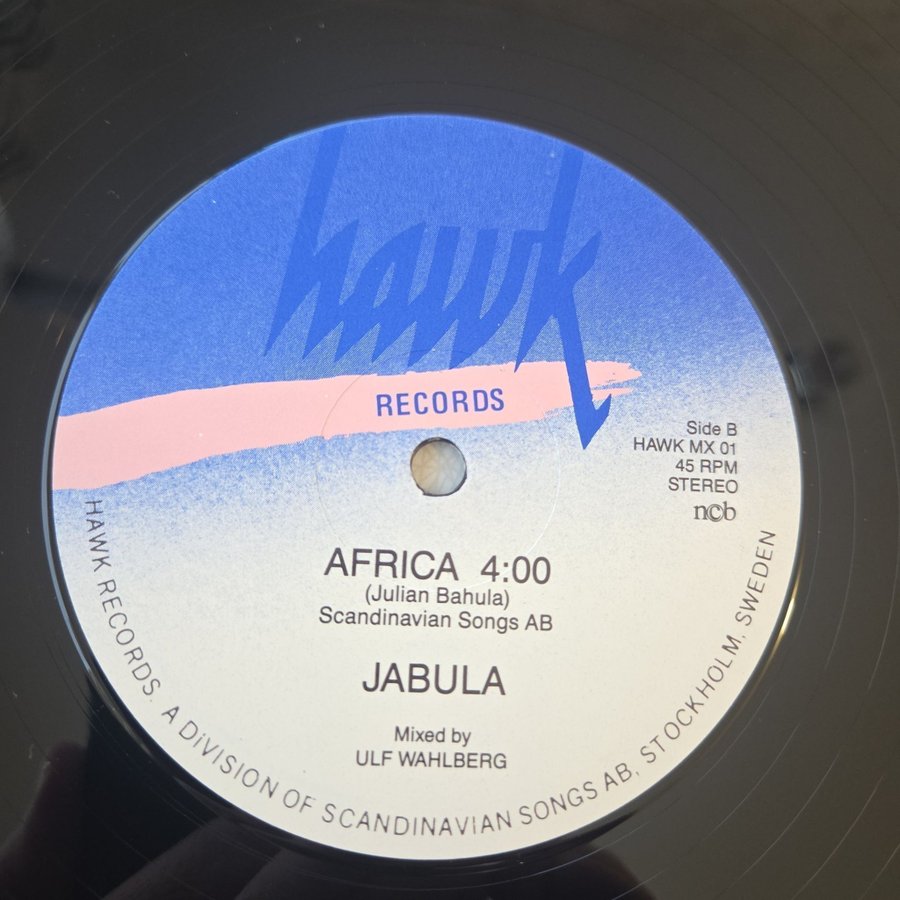 hawk
RECORDS
Side B
HAWK MX 01
45 RPM
STEREO
ncb
AFRICA 4:00
(Julian Bahula)
Scandinavian Songs AB
JABULA
Mixed by
ULF WAHLBERG
HAWK RECORDS. A DiVISION OF SCANDINAVIAN SONGS AB, STOCKHOLM, SWEDEN